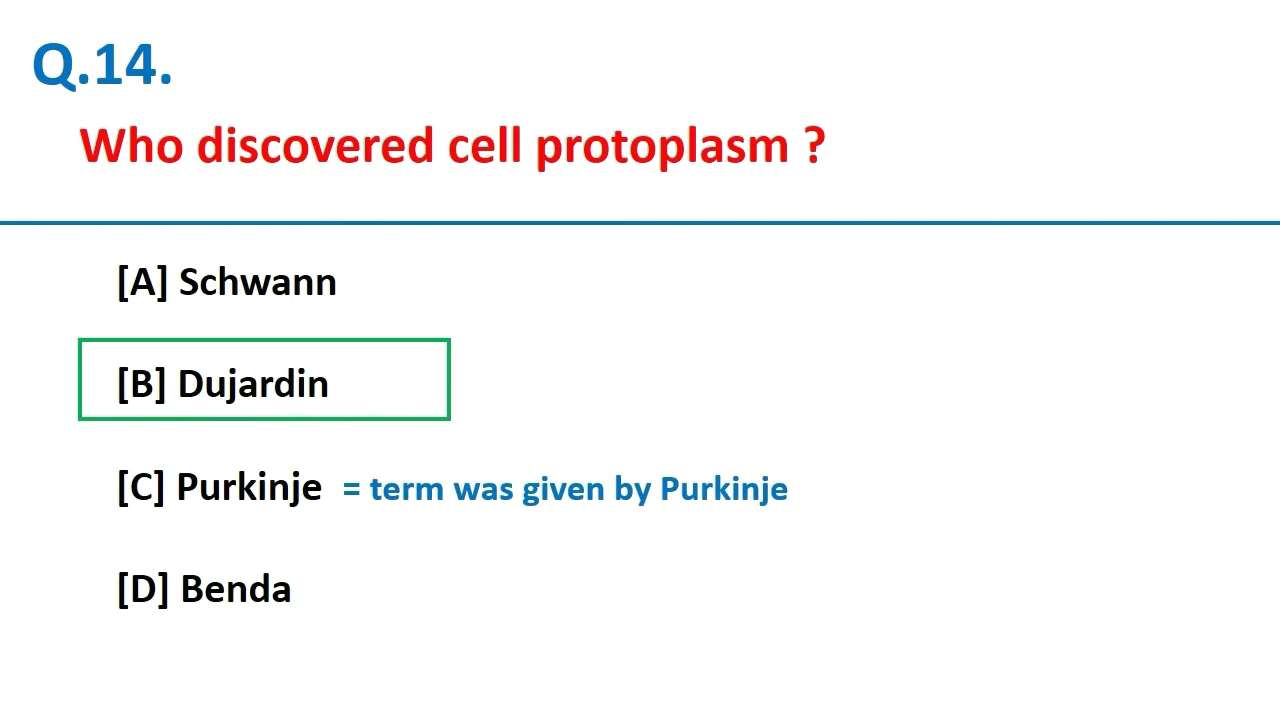 Q.14.
Who discovered cell protoplasm ?
[A] Schwann
[B] Dujardin
[C] Purkinje = term was given by Purkinje
[D] Benda